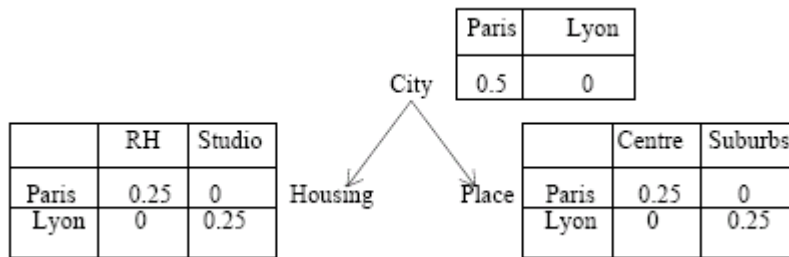 Paris Lyon
0.5 0
City
RH Studio
Paris 0.25 0
Lyon 0 0.25
Housing
Place
Centre Suburbs
Paris 0.25 0
Lyon 0 0.25